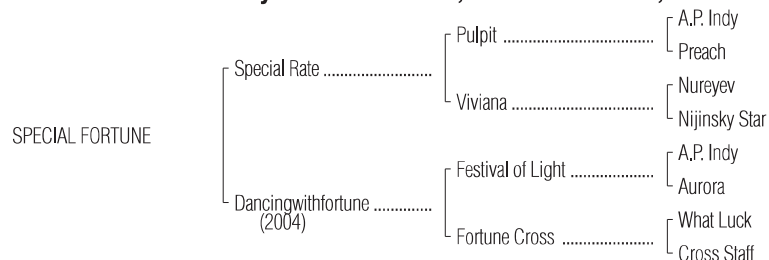 A.P. Indy
Pulpit
Preach
Special Rate
Nureyev
Viviana
Nijinsky Star
SPECIAL FORTUNE
A.P. Indy
Festival of Light
Aurora
Dancingwithfortune
(2004)
What Luck
Fortune Cross
Cross Staff